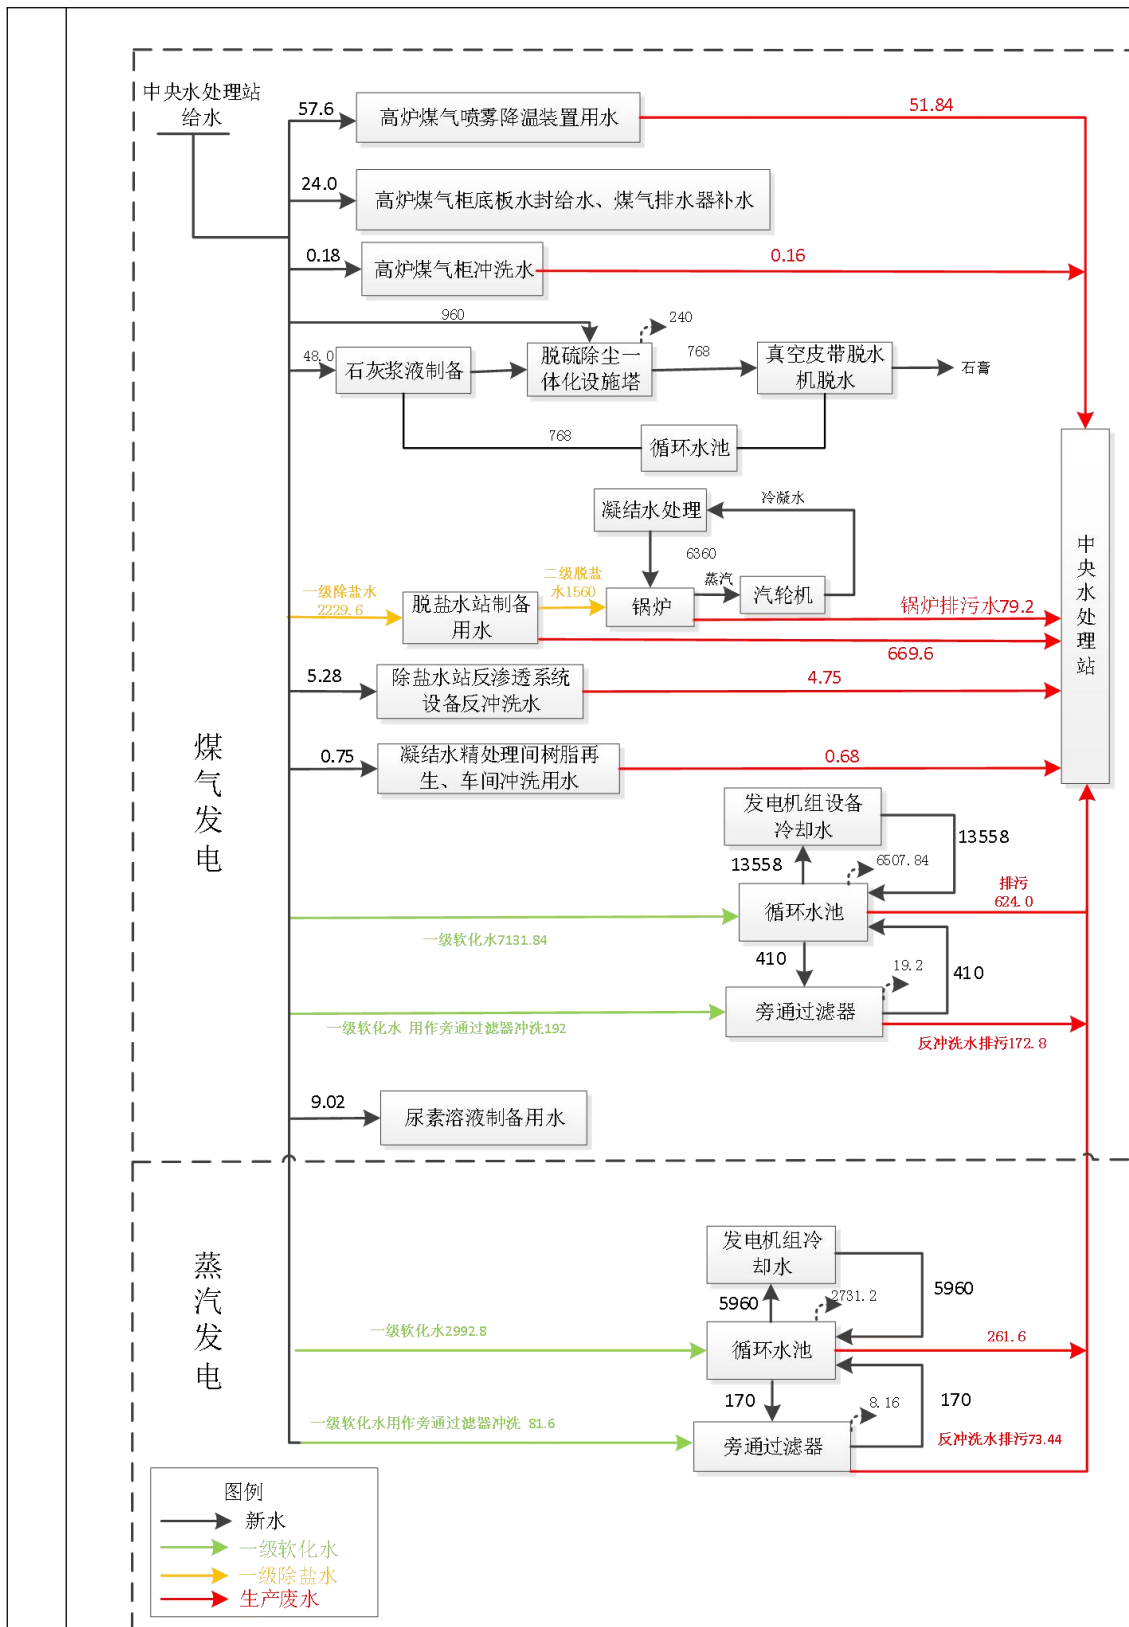 中央水处理站
给水
57.6
高炉煤气喷雾降温装置用水
51.84
24.0
高炉煤气柜底板水封给水、煤气排水器补水
0.18
高炉煤气柜冲洗水
0.16
960
240
48.0
石灰浆液制备
脱硫除尘一
体化设施塔
768
真空皮带脱水
机脱水
石膏
768
循环水池
凝结水处理
冷凝水
6360
一级除盐水
2229.6
脱盐水站制备
用水
二级脱盐
水1560
锅炉
蒸汽
汽轮机
锅炉排污水79.2
669.6
中央水处理站
5.28
除盐水站反渗透系统
设备反冲洗水
4.75
煤气发电
0.75
凝结水精处理间树脂再
生、车间冲洗用水
0.68
发电机组设备
冷却水
13558
13558
6507.84
循环水池
排污
624.0
一级软化水7131.84
410
19.2
410
旁通过滤器
一级软化水 用作旁通过滤器冲洗192
反冲洗水排污172.8
9.02
尿素溶液制备用水
蒸汽发电
发电机组冷
却水
5960
5960
2731.2
一级软化水2992.8
循环水池
261.6
170
8.16
170
一级软化水用作旁通过滤器冲洗 81.6
旁通过滤器
反冲洗水排污73.44
图例
新水
一级软化水
一级除盐水
生产废水